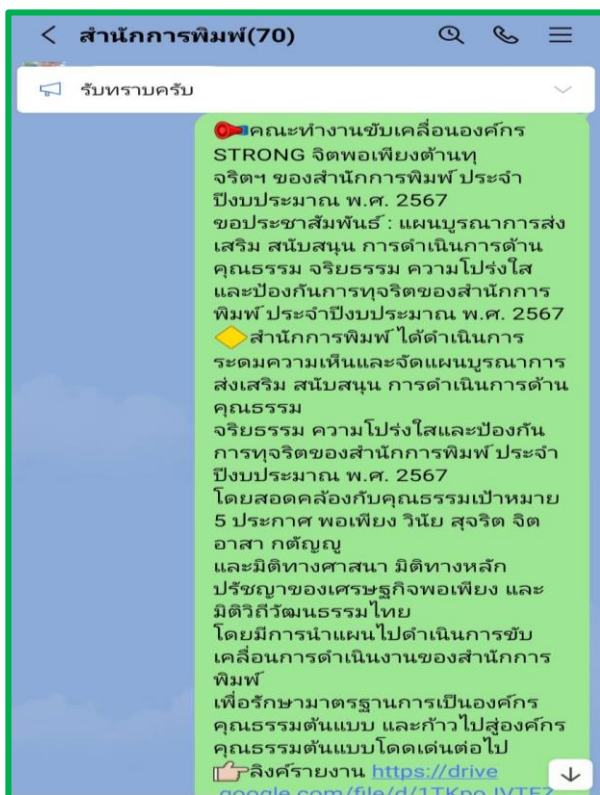 สำนักการพิมพ์(70)
รับทราบครับ
คณะทำงานขับเคลื่อนองค์กร
STRONG จิตพอเพียงต้านทุ
จริตฯ ของสำนักการพิมพ์ ประจำ
ปีงบประมาณ พ.ศ. 2567
ขอประชาสัมพันธ์ : แผนบูรณาการส่ง
เสริม สนับสนุน การดำเนินการด้าน
คุณธรรม จริยธรรม ความโปร่งใส
และป้องกันการทุจริตของสำนักการ
พิมพ์ ประจำปีงบประมาณ พ.ศ. 2567
สำนักการพิมพ์ ได้ดำเนินการ
ระดมความเห็นและจัดแผนบูรณาการ
ส่งเสริม สนับสนุน การดำเนินการด้าน
คุณธรรม
จริยธรรม ความโปร่งใสและป้องกัน
การทุจริตของสำนักการพิมพ์ ประจำ
ปีงบประมาณ พ.ศ. 2567
โดยสอดคล้องกับคุณธรรมเป้าหมาย
5 ประกาศ พอเพียง วินัย สุจริต จิต
อาสา กตัญญู
และมิติทางศาสนา มิติทางหลัก
ปรัชญาของเศรษฐกิจพอเพียง และ
มิติวิถีวัฒนธรรมไทย
โดยมีการนำแผนไปดำเนินการขับ
เคลื่อนการดำเนินงานของสำนักการ
พิมพ์
เพื่อรักษามาตรฐานการเป็นองค์กร
คุณธรรมต้นแบบ และก้าวไปสู่องค์กร
คุณธรรมต้นแบบโดดเด่นต่อไป
ลิงค์รายงาน https://drive